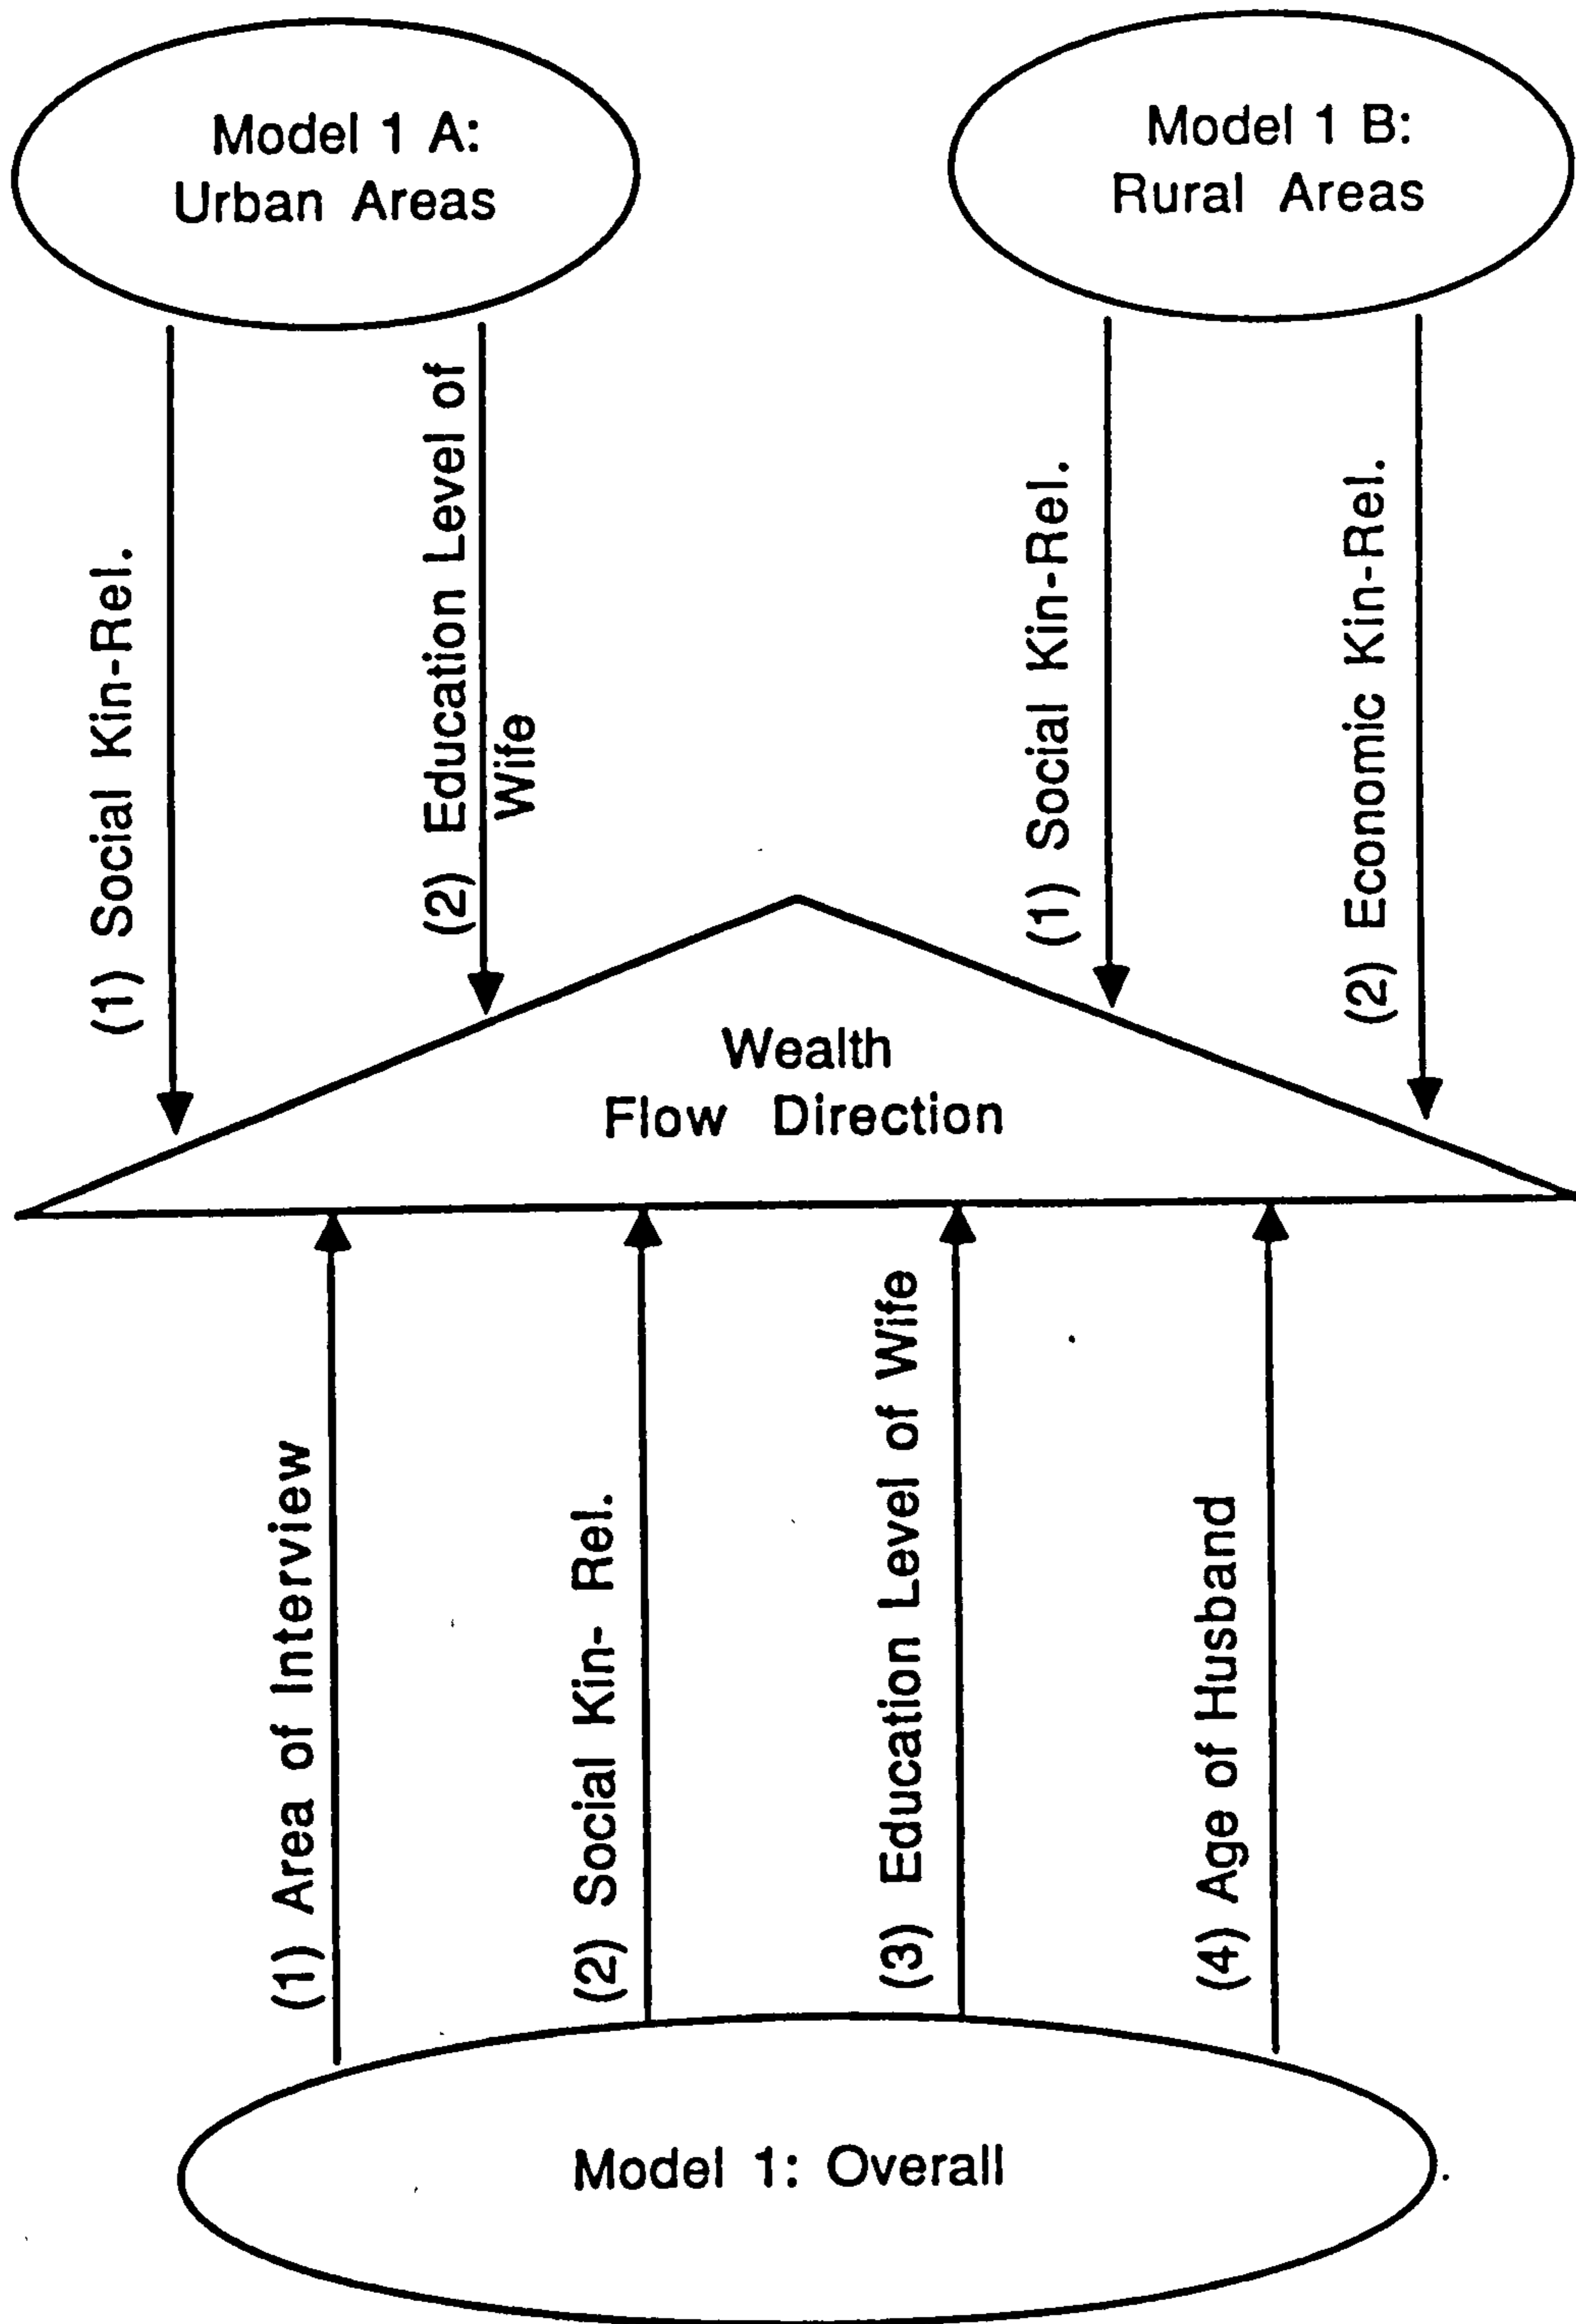 Model 1 A:
Urban Areas
Model 1 B:
Rural Areas
(1) Social Kin-Rel.
(2) Education Level of
Wife
(1) Social Kin-Rel.
(2) Economic Kin-Rel.
Wealth
Flow Direction
(1) Area of Interview
(2) Social Kin- Rel.
(3) Education Level of Wife
(4) Age of Husband
Model 1: Overall